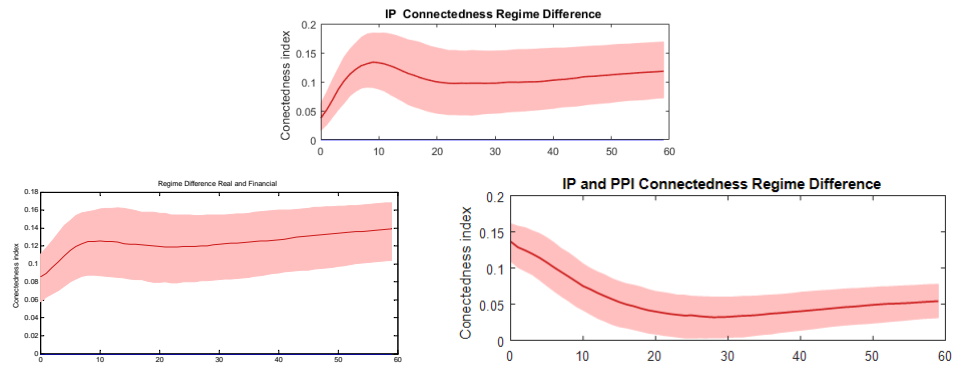 IP Connectedness Regime Difference
Conectedness index
0.2
0.15
0.1
0.05
0
0 10 20 30 40 50 60
Regime Difference Real and Financial
Conectedness Index
0.18
0.16
0.14
0.12
0.1
0.08
0.06
0.04
0.02
0
0 10 20 30 40 50 60
IP and PPI Connectedness Regime Difference
Conectedness index
0.2
0.15
0.1
0.05
0
0 10 20 30 40 50 60